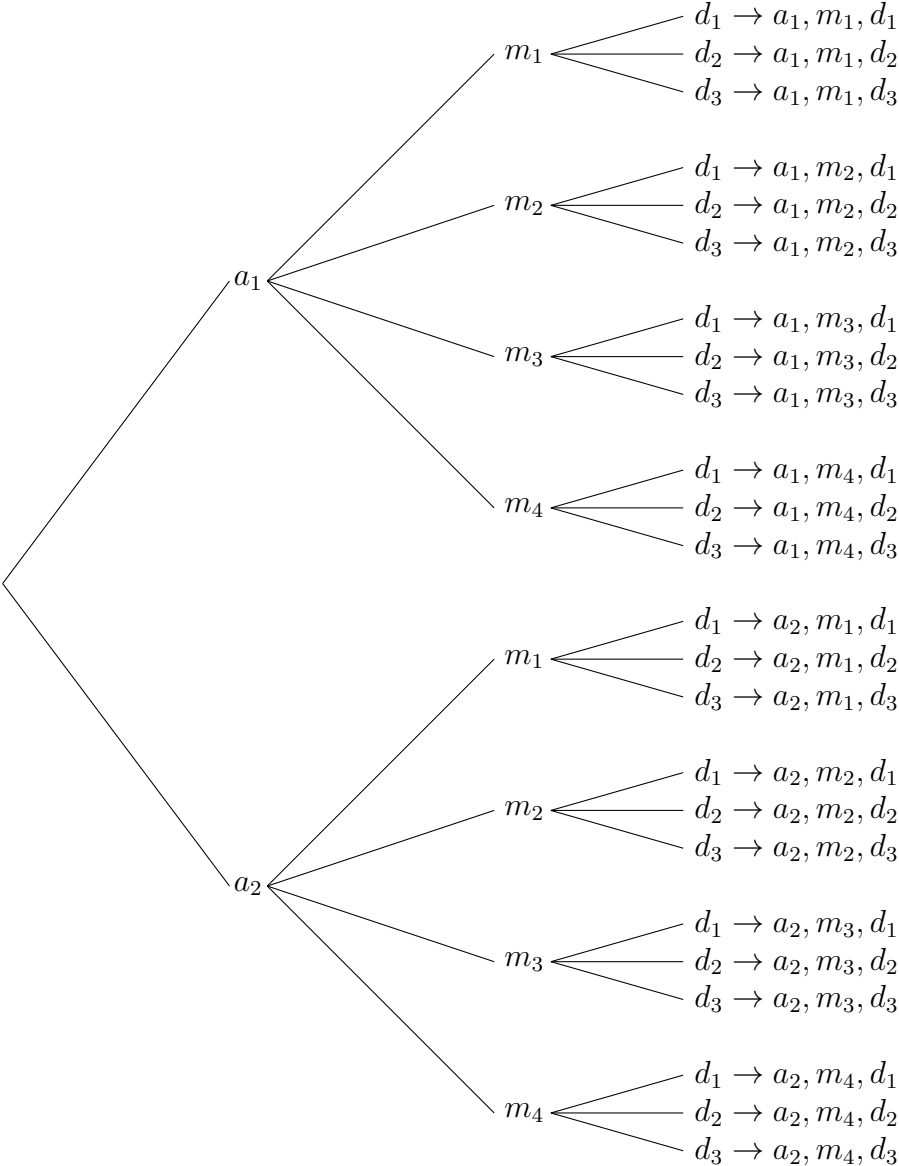 d₁ → a₁, m₁, d₁
m₁ d₂ → a₁, m₁, d₂
d₃ → a₁, m₁, d₃
d₁ → a₁, m₂, d₁
m₂ d₂ → a₁, m₂, d₂
d₃ → a₁, m₂, d₃
a₁
d₁ → a₁, m₃, d₁
m₃ d₂ → a₁, m₃, d₂
d₃ → a₁, m₃, d₃
d₁ → a₁, m₄, d₁
m₄ d₂ → a₁, m₄, d₂
d₃ → a₁, m₄, d₃
d₁ → a₂, m₁, d₁
m₁ d₂ → a₂, m₁, d₂
d₃ → a₂, m₁, d₃
d₁ → a₂, m₂, d₁
m₂ d₂ → a₂, m₂, d₂
d₃ → a₂, m₂, d₃
a₂
d₁ → a₂, m₃, d₁
m₃ d₂ → a₂, m₃, d₂
d₃ → a₂, m₃, d₃
d₁ → a₂, m₄, d₁
m₄ d₂ → a₂, m₄, d₂
d₃ → a₂, m₄, d₃